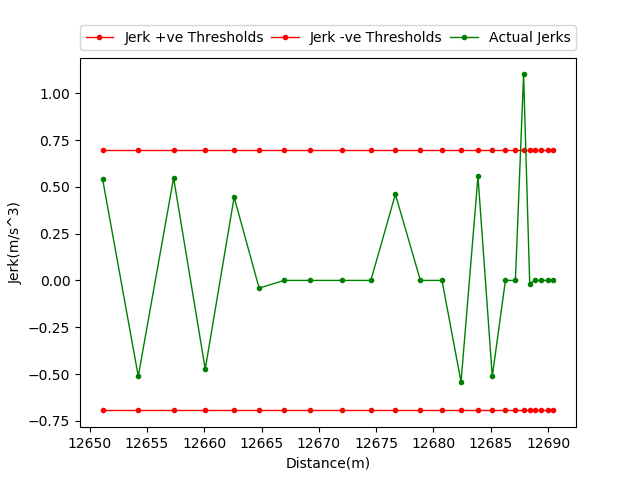 Jerk +ve Thresholds Jerk -ve Thresholds Actual Jerks
1.00
0.75
0.50
0.25
0.00
−0.25
−0.50
−0.75
Jerk(m/s^3)
12650 12655 12660 12665 12670 12675 12680 12685 12690
Distance(m)